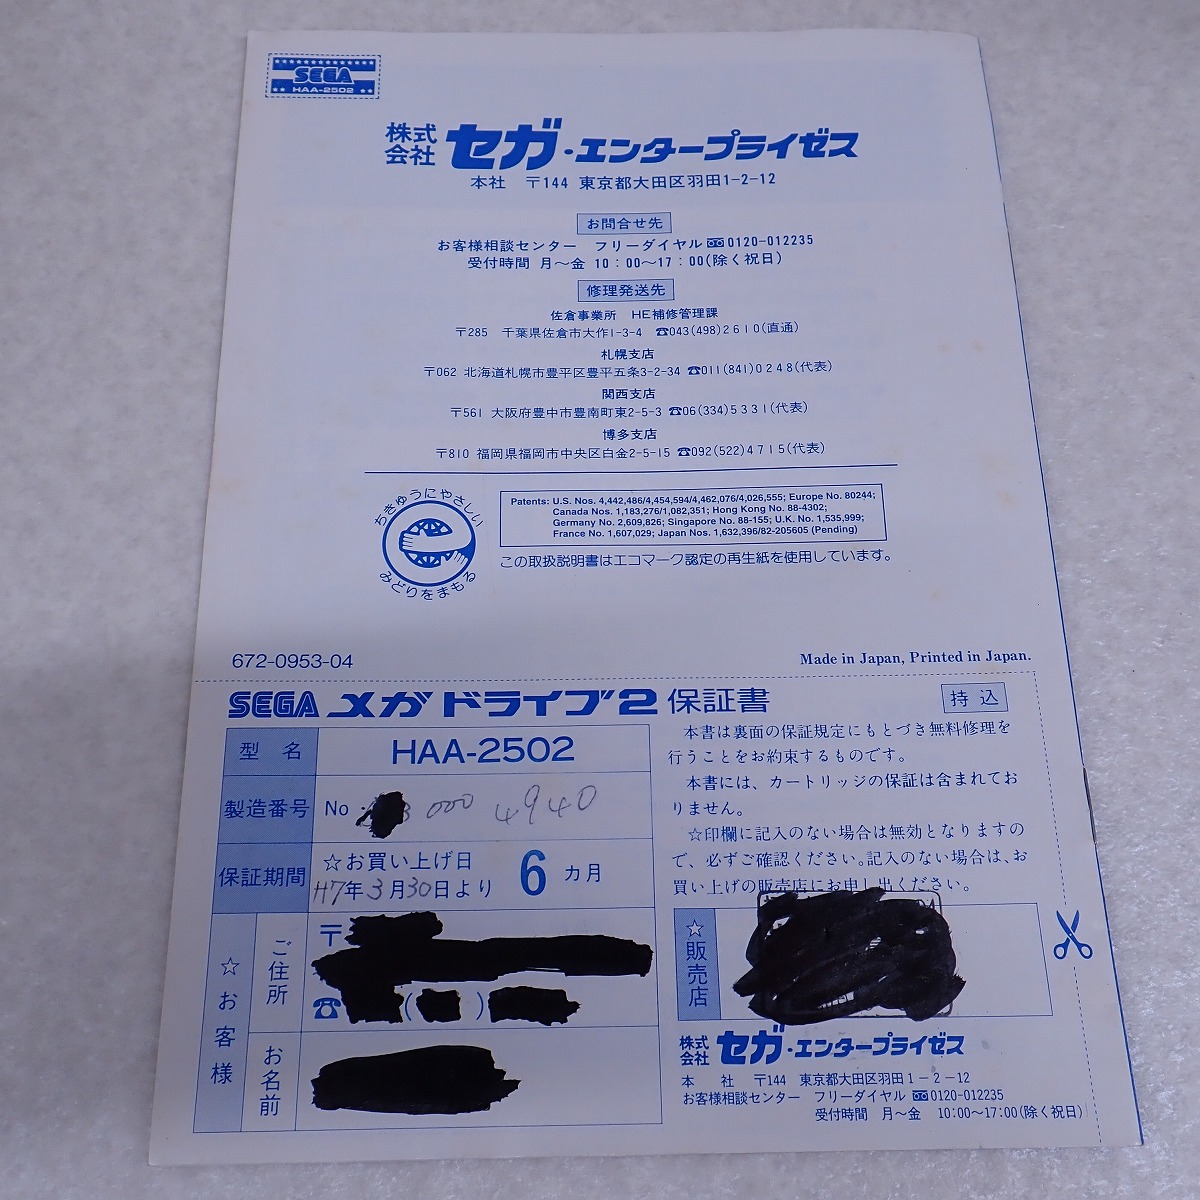 SEGA
HAA-2502
株式会社 セガ・エンタープライゼス
本社 〒144 東京都大田区羽田1-2-12
お問合せ先
お客様相談センター フリーダイヤル 0120-012235
受付時間 月～金 10：00～17：00(除く祝日)
修理発送先
佐倉事業所 HE補修管理課
〒285 千葉県佐倉市大作1-3-4 ☎043(498)2610(直通)
札幌支店
〒062 北海道札幌市豊平区豊平五条3-2-34 ☎011(841)0248(代表)
関西支店
〒561 大阪府豊中市豊南町東2-5-3 ☎06(334)5331(代表)
博多支店
〒810 福岡県福岡市中央区白金2-5-15 ☎092(522)4715(代表)
ちきゅうにやさしい
みどりをまもる
Patents: U.S. Nos. 4,442,486/4,454,594/4,462,076/4,026,555; Europe No. 80244;
Canada Nos. 1,183,276/1,082,351; Hong Kong No. 88-4302;
Germany No. 2,609,826; Singapore No. 88-155; U.K. No. 1,535,999;
France No. 1,607,029; Japan Nos. 1,632,396/82-205605 (Pending)
この取扱説明書はエコマーク認定の再生紙を使用しています。
672-0953-04
Made in Japan, Printed in Japan.
SEGA メガドライブ2 保証書
持込
型名 HAA-2502
製造番号 No. 3 000 4940
保証期間 ☆お買い上げ日
H7年3月30日より 6カ月
☆お客様
ご住所
〒
☎ ( )
お名前
本書は裏面の保証規定にもとづき無料修理を
行うことをお約束するものです。
本書には、カートリッジの保証は含まれてお
りません。
☆印欄に記入のない場合は無効となりますの
で、必ずご確認ください。記入のない場合は、お
買い上げの販売店にお申し出ください。
☆販売店
株式会社 セガ・エンタープライゼス
本社 〒144 東京都大田区羽田1－2－12
お客様相談センター フリーダイヤル 0120-012235
受付時間 月～金 10:00～17:00(除く祝日)